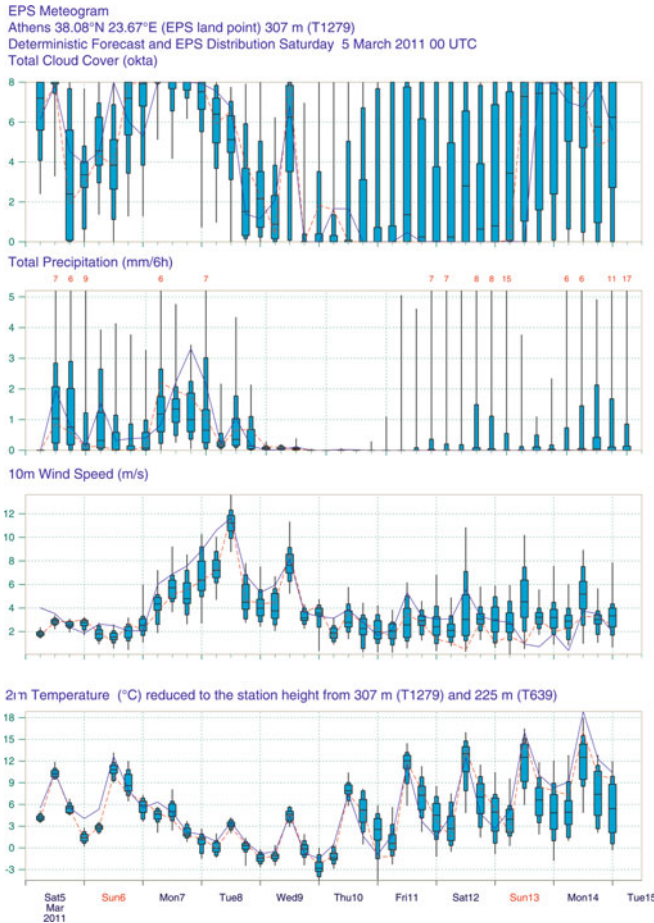 EPS Meteogram
Athens 38.08°N 23.67°E (EPS land point) 307 m (T1279)
Deterministic Forecast and EPS Distribution Saturday 5 March 2011 00 UTC
Total Cloud Cover (okta)
8
6
4
2
0
Total Precipitation (mm/6h)
7 6 9 6 7 7 7 8 8 15 6 6 11 17
5
4
3
2
1
0
10m Wind Speed (m/s)
12
10
8
6
4
2
2m Temperature (°C) reduced to the station height from 307 m (T1279) and 225 m (T639)
18
15
12
9
6
3
0
-3
Sat5 Sun6 Mon7 Tue8 Wed9 Thu10 Fri11 Sat12 Sun13 Mon14 Tue15
Mar
2011